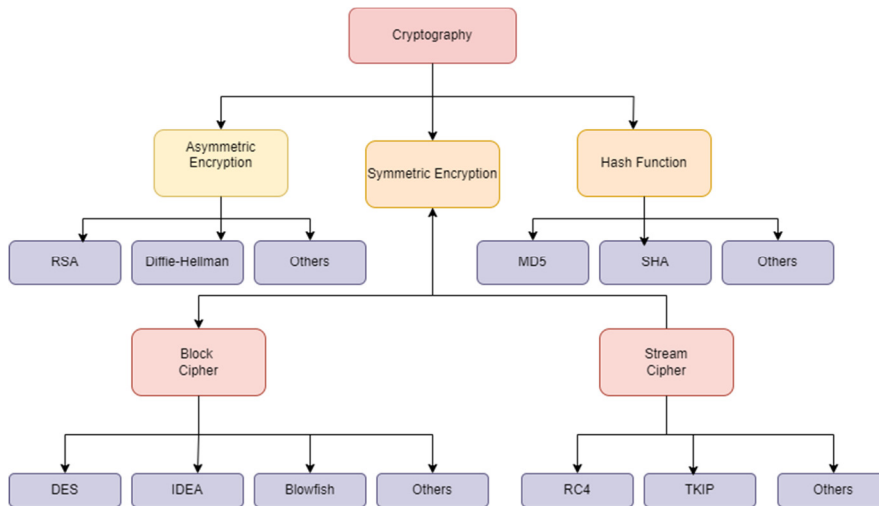 Cryptography
Asymmetric
Encryption
Symmetric Encryption
Hash Function
RSA
Diffie-Hellman
Others
MD5
SHA
Others
Block
Cipher
Stream
Cipher
DES
IDEA
Blowfish
Others
RC4
TKIP
Others